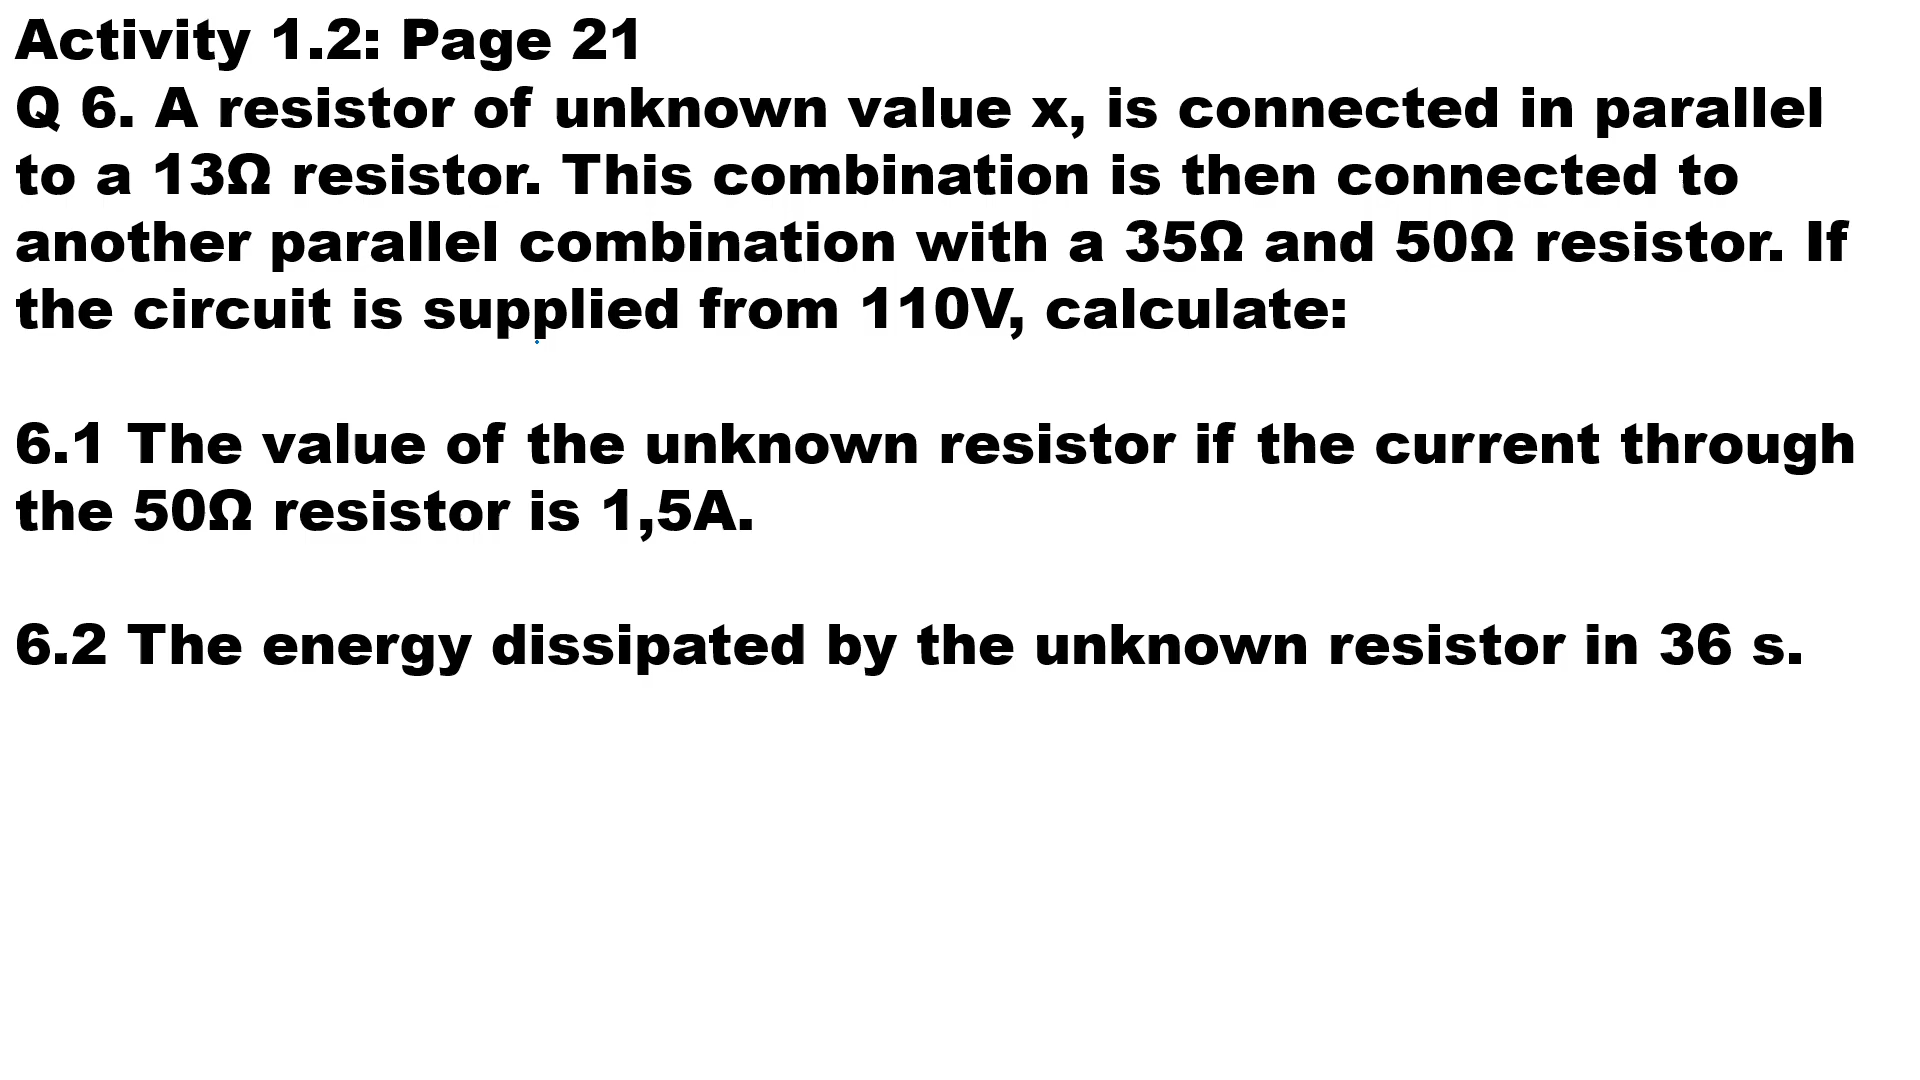 Activity 1.2: Page 21
Q 6. A resistor of unknown value x, is connected in parallel
to a 13Ω resistor. This combination is then connected to
another parallel combination with a 35Ω and 50Ω resistor. If
the circuit is supplied from 110V, calculate:
6.1 The value of the unknown resistor if the current through
the 50Ω resistor is 1,5A.
6.2 The energy dissipated by the unknown resistor in 36 s.